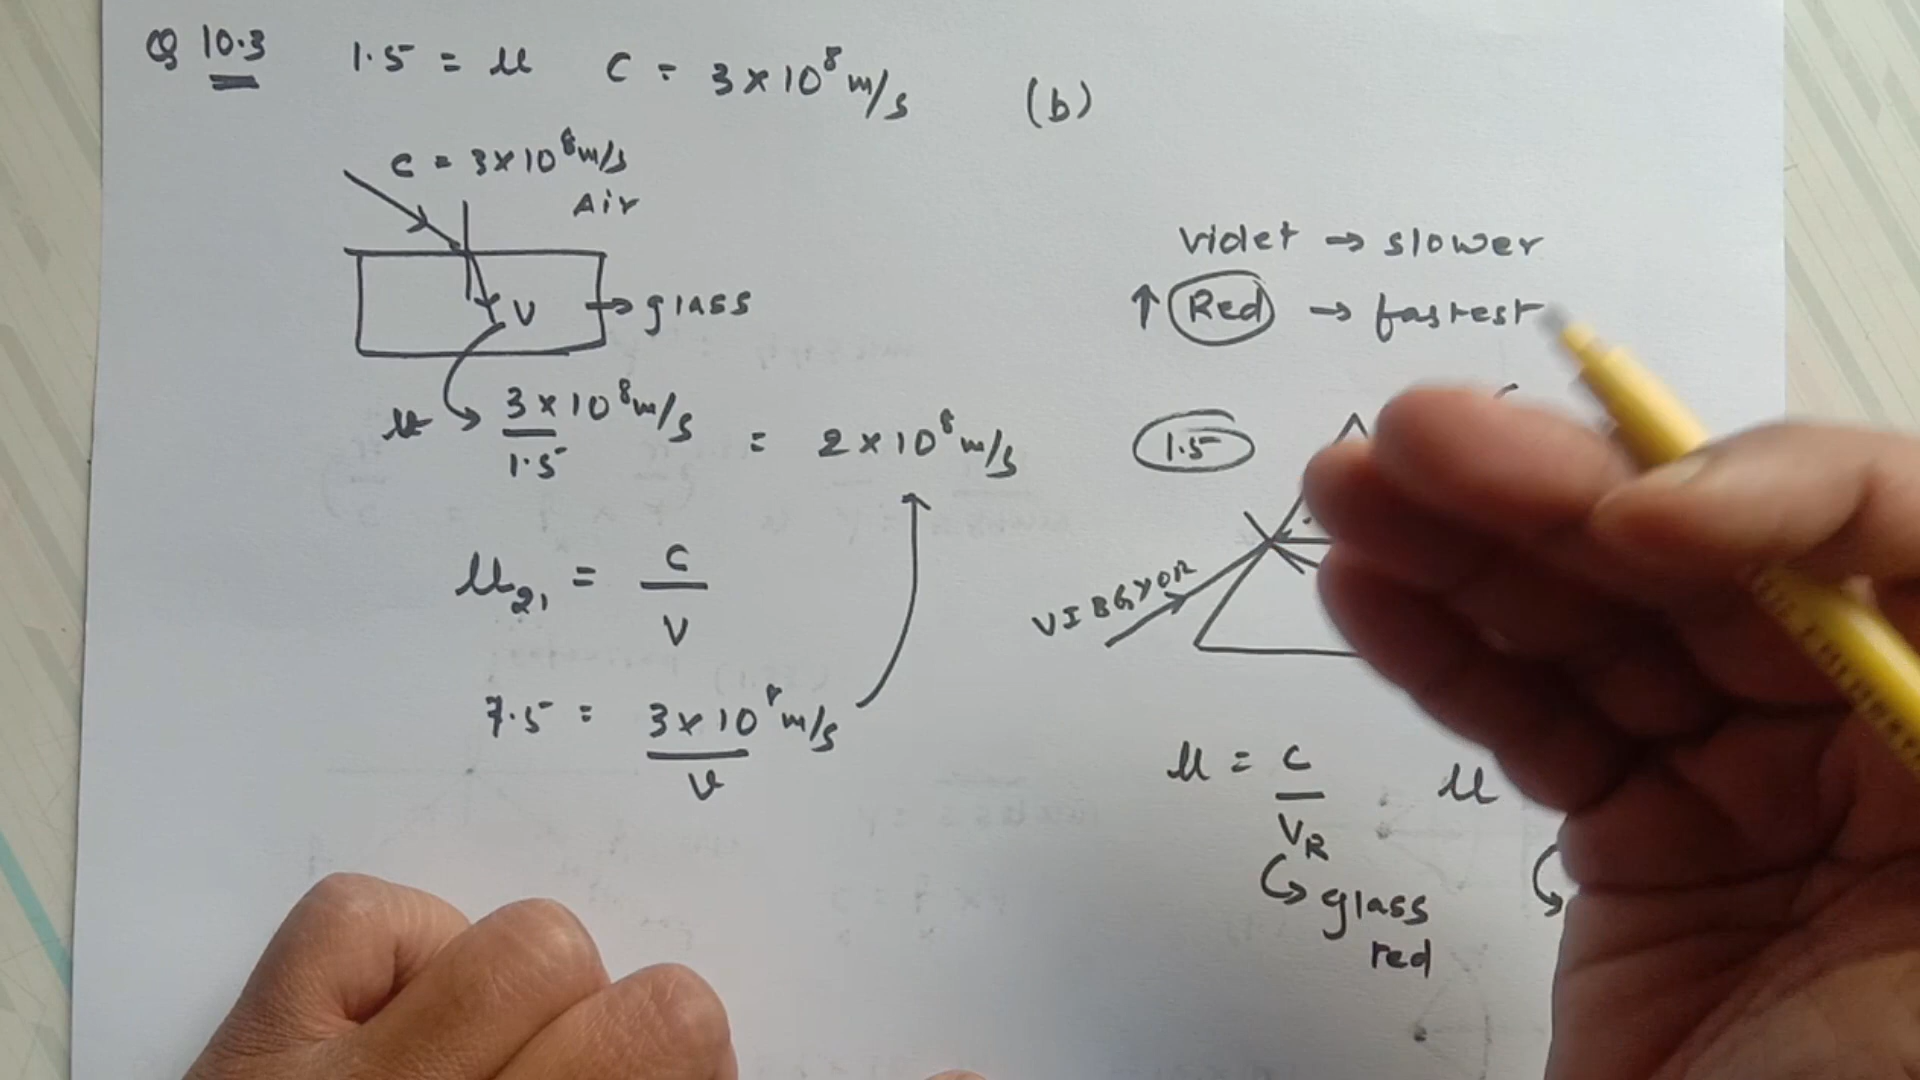 Q 10.3 1.5 = μ C = 3×10⁸ m/s (b)
C = 3×10⁸ m/s
Air
V → glass
3 × 10⁸ m/s
1.5
= 2×10⁸ m/s
μ₂₁ = C
V
7.5 = 3×10⁸ m/s
v
Violet → slower
↑ Red → fastest
1.5
VIBGYOR
μ = C
V_R
glass
red
μ